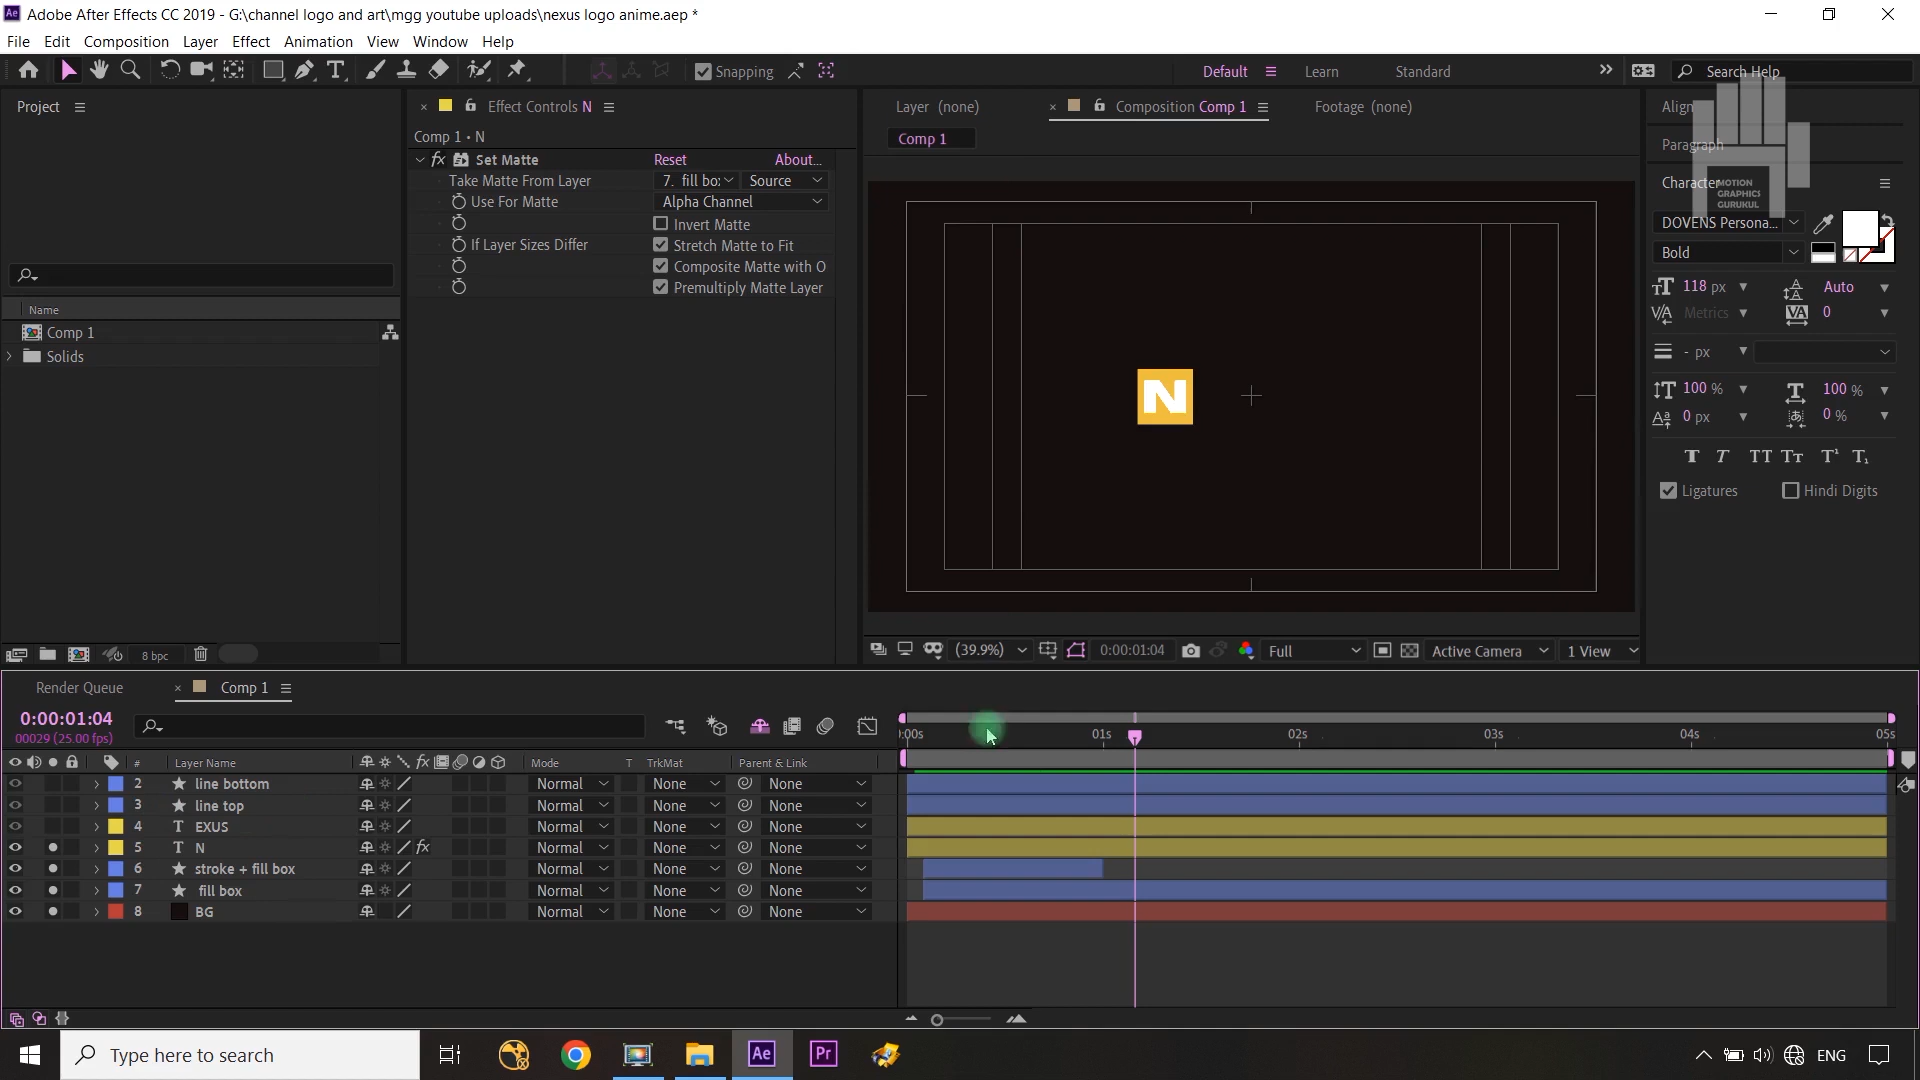 Adobe After Effects CC 2019 - G:\channel logo and art\mgg youtube uploads\nexus logo anime.aep *
File Edit Composition Layer Effect Animation View Window Help
Snapping
Default Learn Standard Search Help
Project
Effect Controls N
Layer (none)
Composition Comp 1
Footage (none)
Align
Comp 1 • N
Comp 1
Paragraph
Set Matte Reset About...
Take Matte From Layer 7. fill bo: Source
Use For Matte Alpha Channel
Invert Matte
If Layer Sizes Differ Stretch Matte to Fit
Composite Matte with O
Premultiply Matte Layer
Character
MOTION
GRAPHICS
GURUKUL
DOVENS Persona...
Bold
118 px Auto
Metrics 0
- px
100 % 100 %
0 px 0 %
T T TT Tт T¹ T₁
Ligatures Hindi Digits
Name
Comp 1
Solids
N
8 bpc
(39.9%) 0:00:01:04 Full Active Camera 1 View
Render Queue
Comp 1
0:00:01:04
00029 (25.00 fps)
:00s 01s 02s 03s 04s 05s
# Layer Name fx Mode T TrkMat Parent & Link
2 line bottom Normal None None
3 line top Normal None None
4 T EXUS Normal None None
5 T N fx Normal None None
6 stroke + fill box Normal None None
7 fill box Normal None None
8 BG Normal None None
Type here to search
Ae Pr
ENG